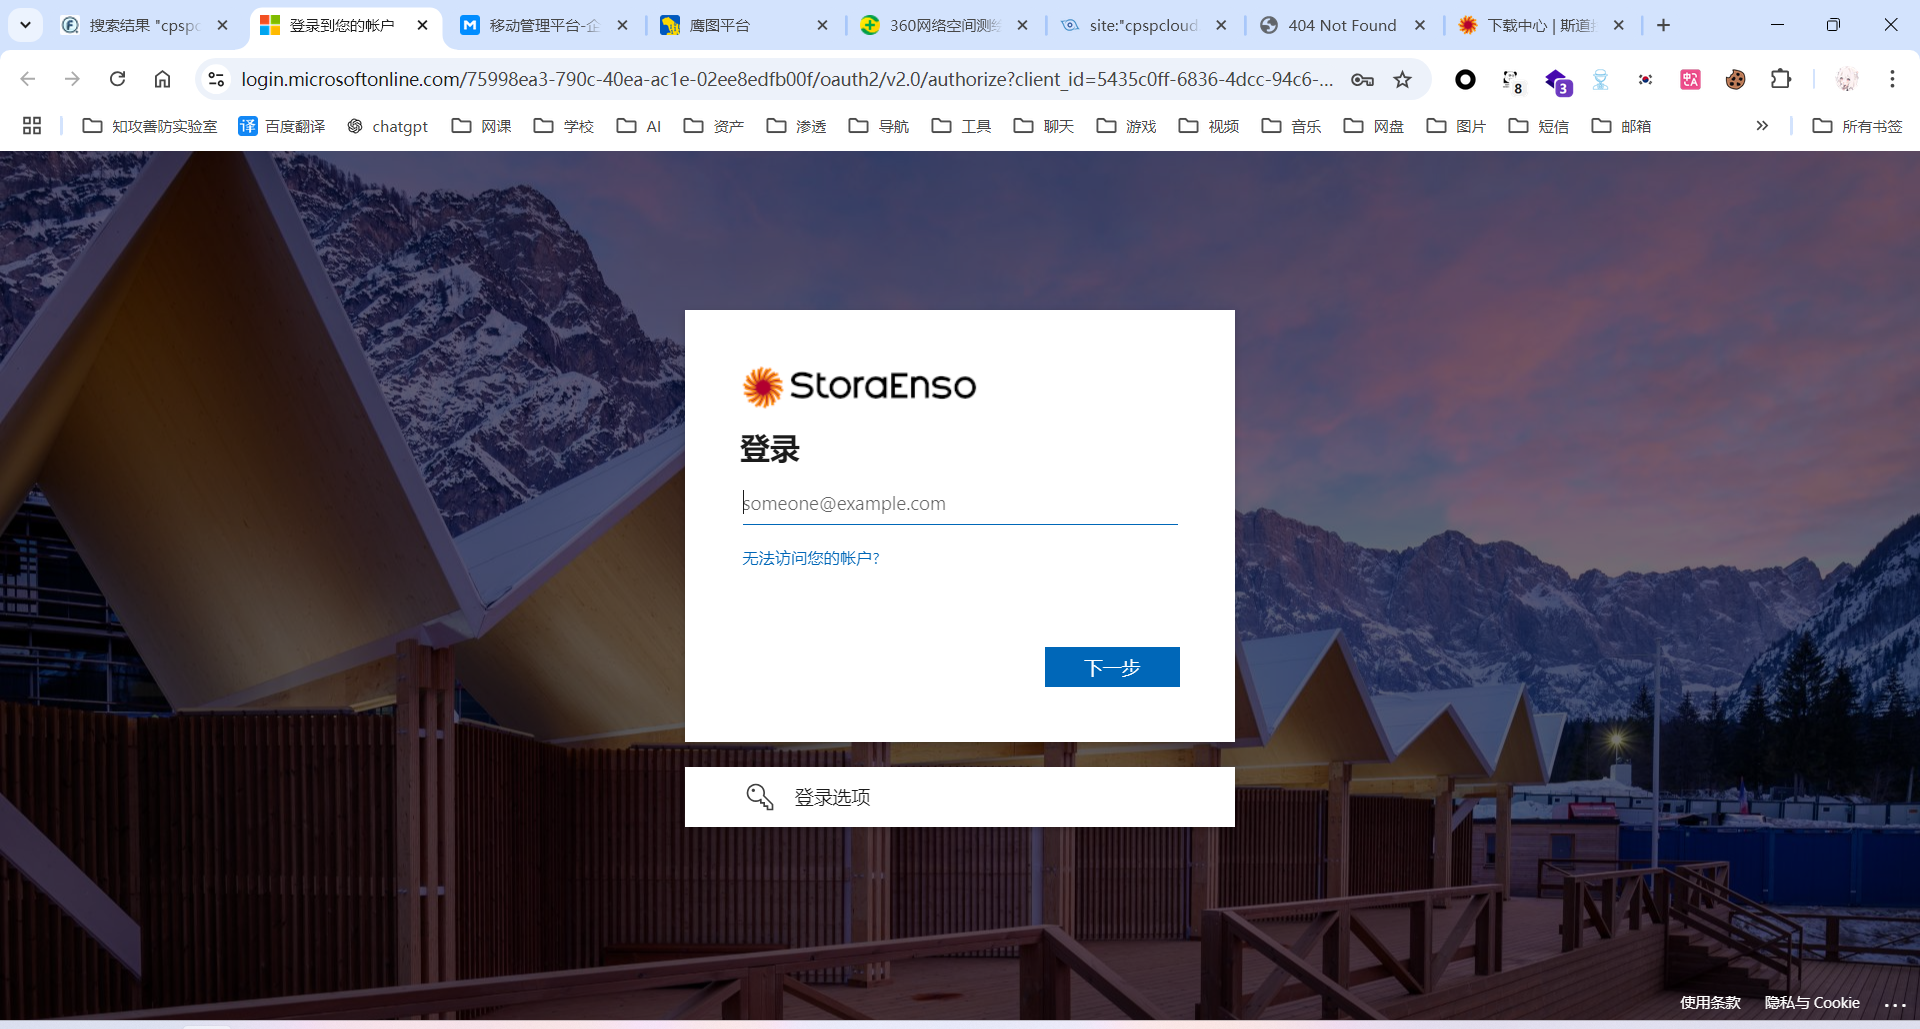 搜索结果 "cpspc
登录到您的帐户
移动管理平台-企
鹰图平台
360网络空间测绘
site:"cpspcloud
404 Not Found
下载中心 | 斯道拉
login.microsoftonline.com/75998ea3-790c-40ea-ac1e-02ee8edfb00f/oauth2/v2.0/authorize?client_id=5435c0ff-6836-4dcc-94c6-...
8
3
知攻善防实验室
译 百度翻译
chatgpt
网课
学校
AI
资产
渗透
导航
工具
聊天
游戏
视频
音乐
网盘
图片
短信
邮箱
所有书签
StoraEnso
登录
someone@example.com
无法访问您的帐户?
下一步
登录选项
使用条款
隐私与 Cookie
...